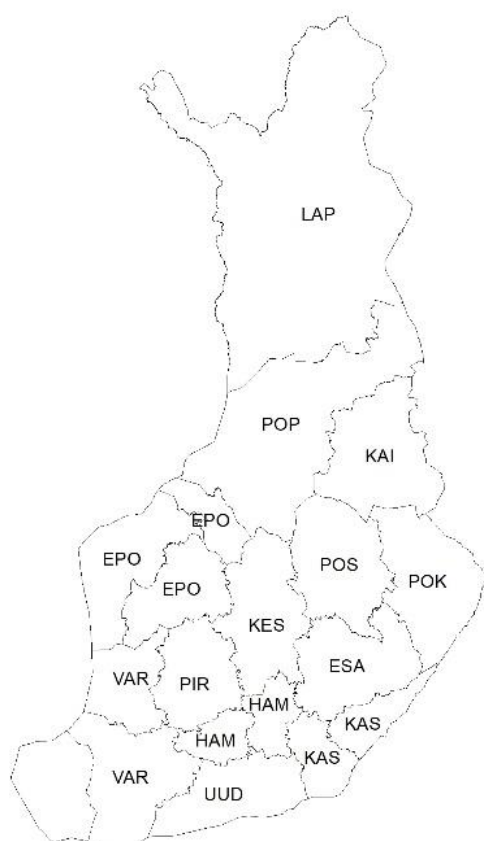 LAP
POP
KAI
EPO
EPO
EPO
POS
POK
KES
VAR
PIR
ESA
HAM
KAS
HAM
KAS
VAR
UUD